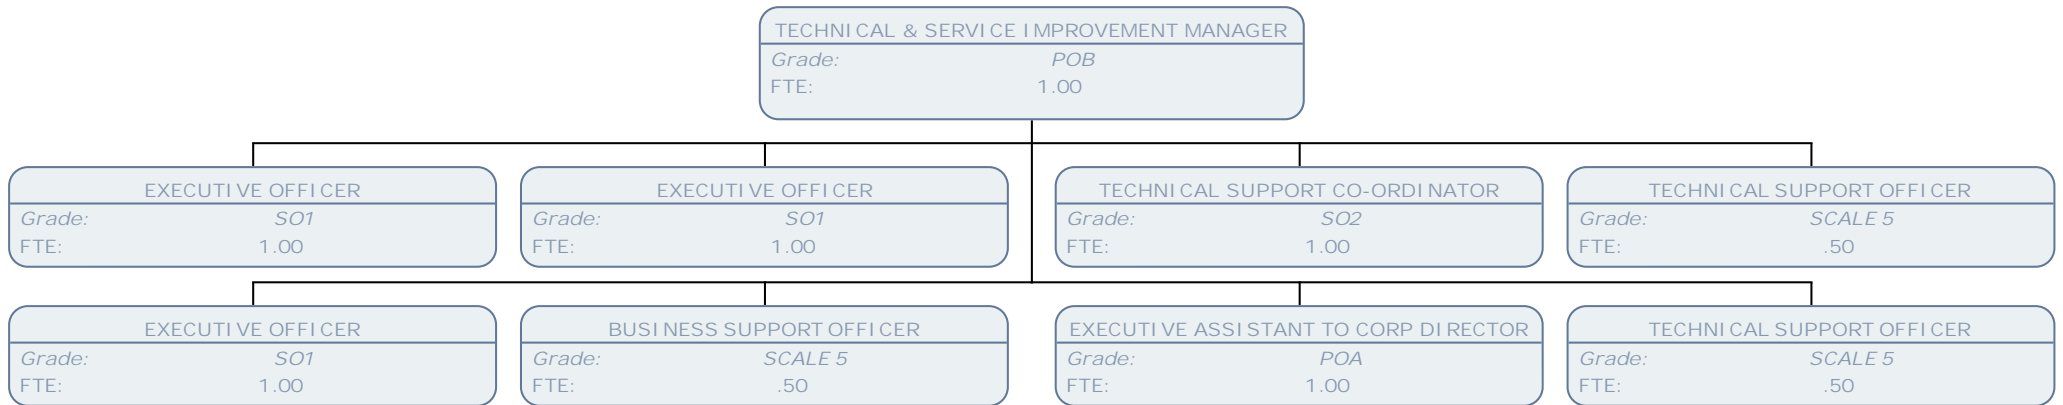 TECHNICAL & SERVICE IMPROVEMENT MANAGER
Grade: POB
FTE: 1.00
EXECUTIVE OFFICER
Grade: SO1
FTE: 1.00
EXECUTIVE OFFICER
Grade: SO1
FTE: 1.00
TECHNICAL SUPPORT CO-ORDINATOR
Grade: SO2
FTE: 1.00
TECHNICAL SUPPORT OFFICER
Grade: SCALE 5
FTE: .50
EXECUTIVE OFFICER
Grade: SO1
FTE: 1.00
BUSINESS SUPPORT OFFICER
Grade: SCALE 5
FTE: .50
EXECUTIVE ASSISTANT TO CORP DIRECTOR
Grade: POA
FTE: 1.00
TECHNICAL SUPPORT OFFICER
Grade: SCALE 5
FTE: .50